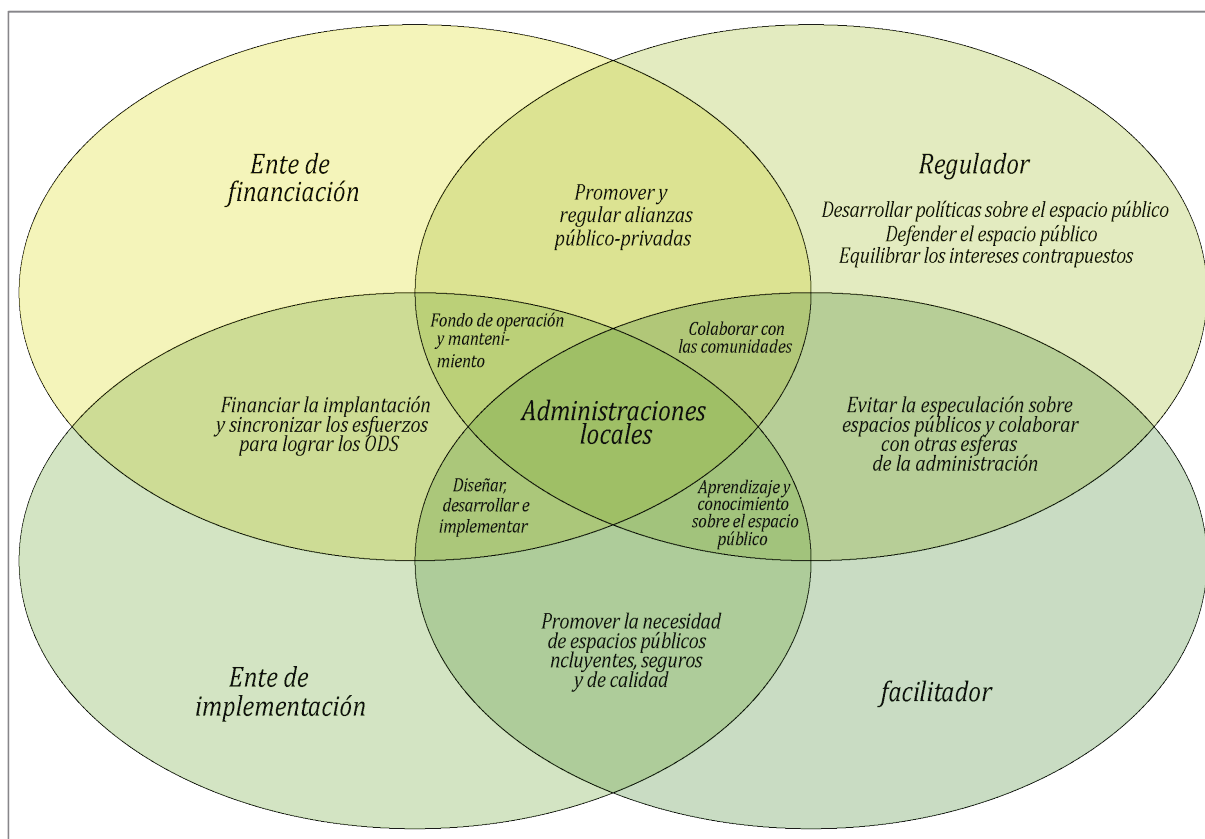 Ente de
financiación
Promover y
regular alianzas
público-privadas
Regulador
Desarrollar políticas sobre el espacio público
Defender el espacio público
Equilibrar los intereses contrapuestos
Fondo de operación
y manteni-
miento
Colaborar con
las comunidades
Financiar la implantación
y sincronizar los esfuerzos
para lograr los ODS
Administraciones
locales
Evitar la especulación sobre
espacios públicos y colaborar
con otras esferas
de la administración
Diseñar,
desarrollar e
implementar
Aprendizaje y
conocimiento
sobre el espacio
público
Promover la necesidad
de espacios públicos
ncluyentes, seguros
y de calidad
Ente de
implementación
facilitador